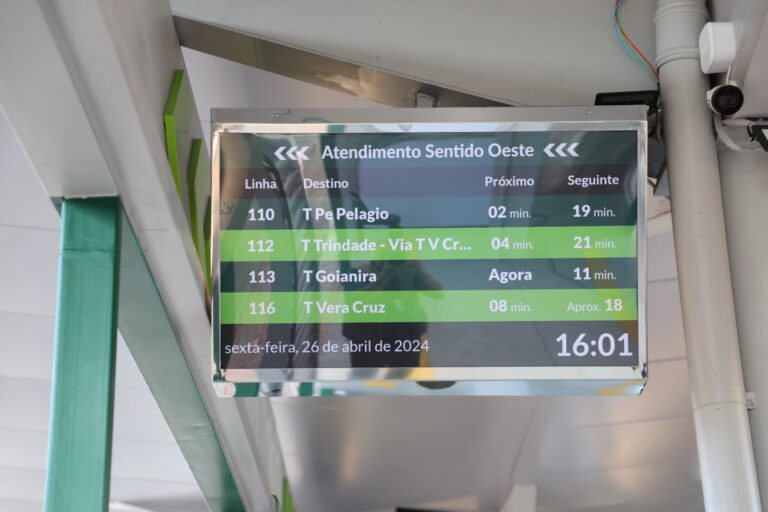 <<< Atendimento Sentido Oeste <<<
Linha Destino Próximo Seguinte
110 T Pe Pelagio 02 min. 19 min.
112 T Trindade - Via T V Cr... 04 min. 21 min.
113 T Goianira Agora 11 min.
116 T Vera Cruz 08 min. Aprox. 18
sexta-feira, 26 de abril de 2024 16:01